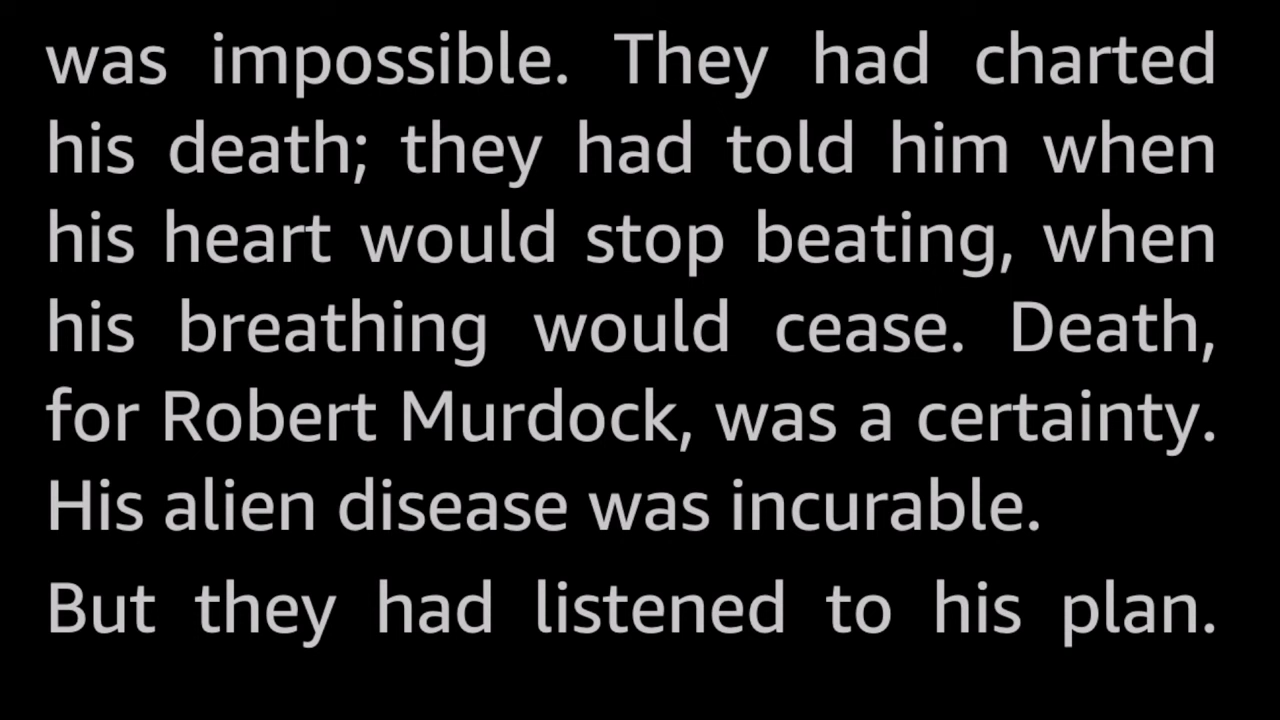 was impossible. They had charted
his death; they had told him when
his heart would stop beating, when
his breathing would cease. Death,
for Robert Murdock, was a certainty.
His alien disease was incurable.
But they had listened to his plan.